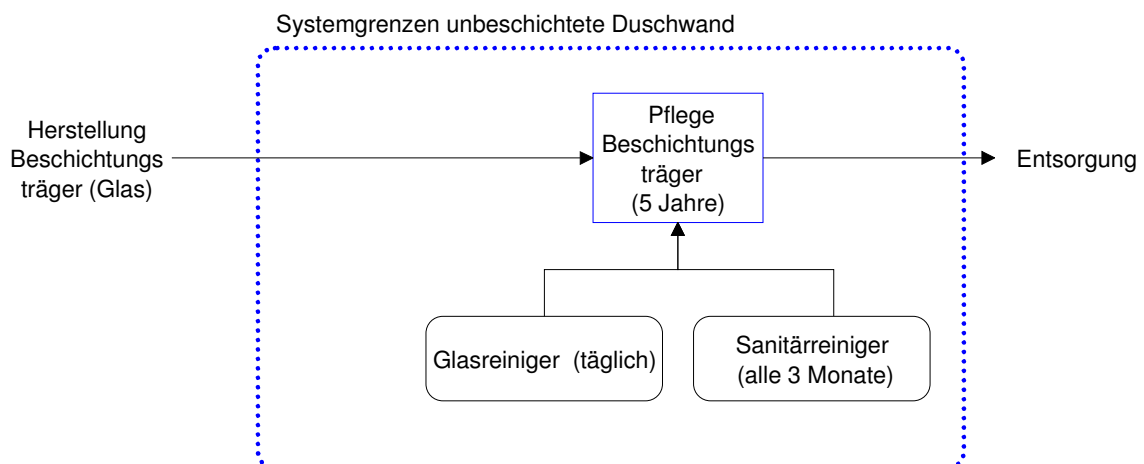 Systemgrenzen unbeschichtete Duschwand
Herstellung
Beschichtungs
träger (Glas)
Pflege
Beschichtungs
träger
(5 Jahre)
Entsorgung
Glasreiniger (täglich)
Sanitärreiniger
(alle 3 Monate)